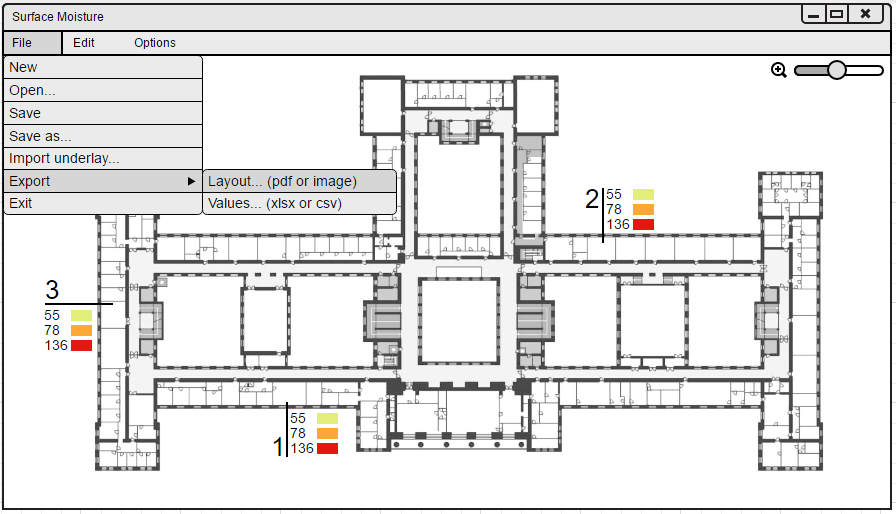 Surface Moisture
File Edit Options
New
Open...
Save
Save as...
Import underlay...
Export
Layout... (pdf or image)
Exit
Values... (xlsx or csv)
2
55
78
136
3
55
78
136
1
55
78
136